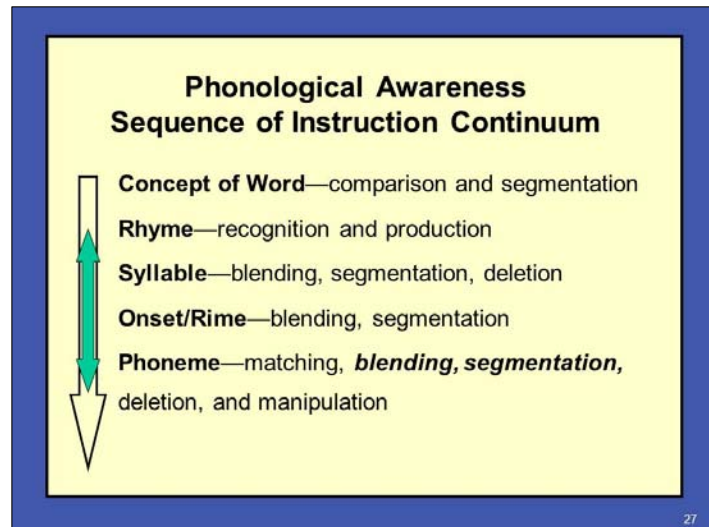 Phonological Awareness
Sequence of Instruction Continuum
Concept of Word—comparison and segmentation
Rhyme—recognition and production
Syllable—blending, segmentation, deletion
Onset/Rime—blending, segmentation
Phoneme—matching, blending, segmentation,
deletion, and manipulation
27